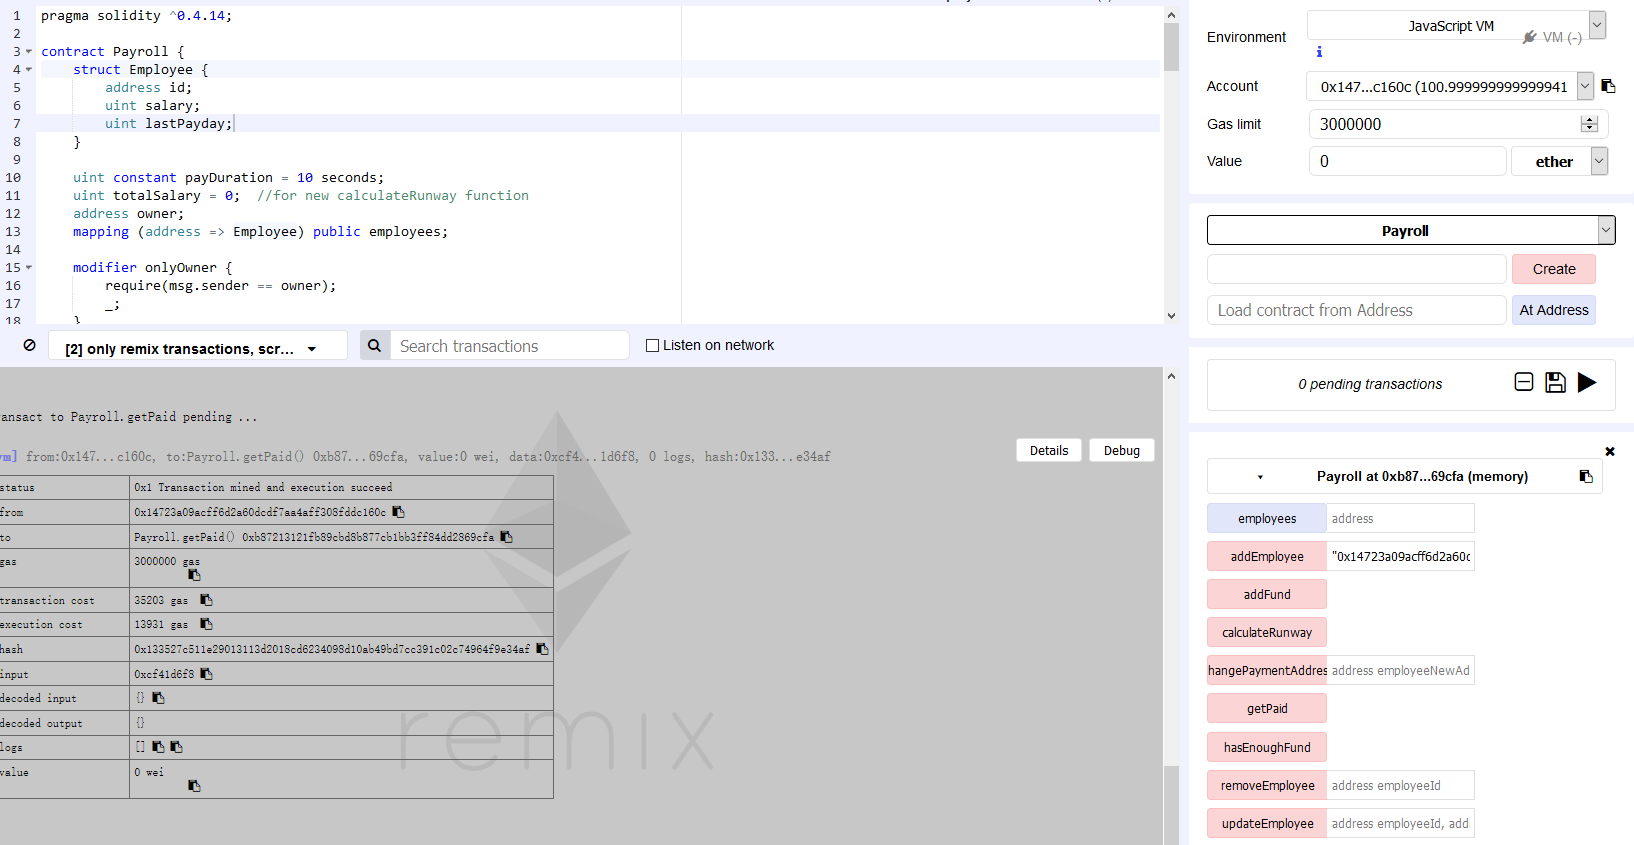 1 pragma solidity ^0.4.14;
2
3 contract Payroll {
4 struct Employee {
5 address id;
6 uint salary;
7 uint lastPayday;
8 }
9
10 uint constant payDuration = 10 seconds;
11 uint totalSalary = 0; //for new calculateRunway function
12 address owner;
13 mapping (address => Employee) public employees;
14
15 modifier onlyOwner {
16 require(msg.sender == owner);
17 _;
18 }
[2] only remix transactions, scr...
Search transactions
Listen on network
ansact to Payroll.getPaid pending ...
vm] from:0x147...c160c, to:Payroll.getPaid() 0xb87...69cfa, value:0 wei, data:0xcf4...1d6f8, 0 logs, hash:0x133...e34af
Details
Debug
status 0x1 Transaction mined and execution succeed
from 0x14723a09acff6d2a60dcdf7aa4aff308fddc160c
to Payroll.getPaid() 0xb87213121fb89cbd8b877cb1bb3ff84dd2869cfa
gas 3000000 gas
transaction cost 35203 gas
execution cost 13931 gas
hash 0x133527c511e29013113d2018cd6234098d10ab49bd7cc391c02c74964f9e34af
input 0xcf41d6f8
decoded input {}
decoded output {}
logs []
value 0 wei
remix
Environment JavaScript VM
VM (-)
i
Account 0x147...c160c (100.999999999999941
Gas limit 3000000
Value 0 ether
Payroll
Create
Load contract from Address At Address
0 pending transactions
Payroll at 0xb87...69cfa (memory)
employees address
addEmployee "0x14723a09acff6d2a60c
addFund
calculateRunway
hangePaymentAddres address employeeNewAd
getPaid
hasEnoughFund
removeEmployee address employeeId
updateEmployee address employeeId, add